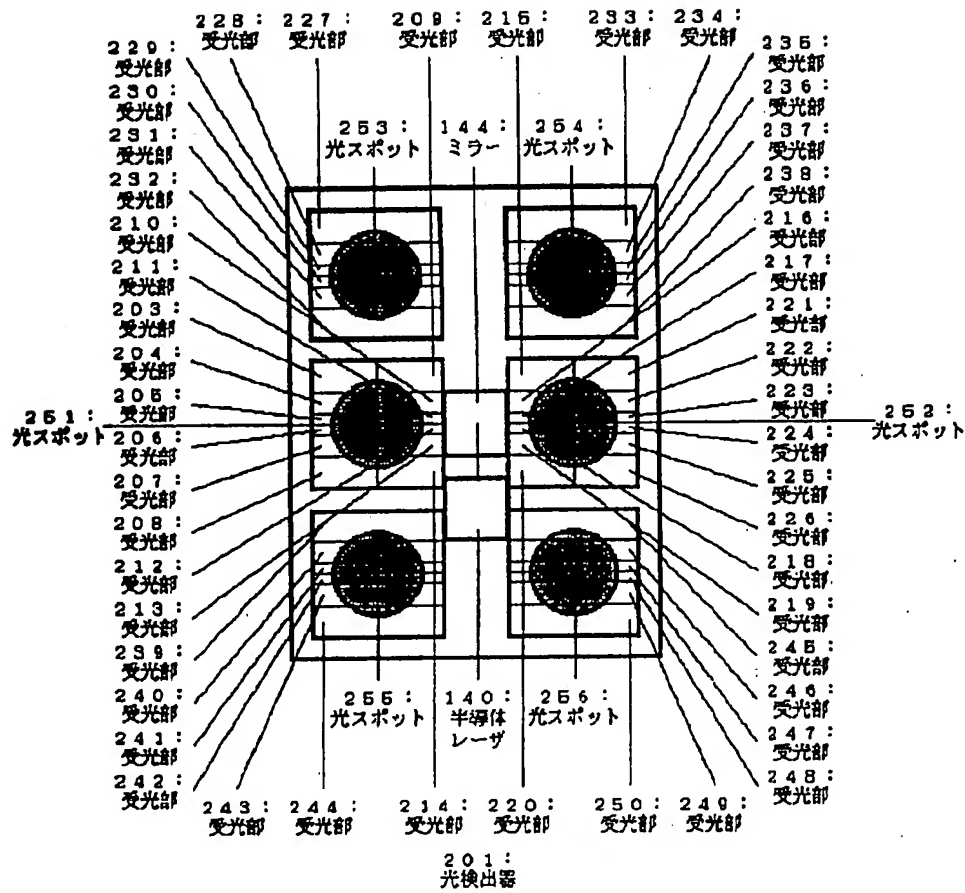 228： 227： 209： 215： 233： 234：
受光部 受光部 受光部 受光部 受光部 受光部
229：
受光部
230：
受光部
231：
受光部
232：
受光部
210：
受光部
211：
受光部
203：
受光部
204：
受光部
205：
受光部
251：
光スポット
206：
受光部
207：
受光部
208：
受光部
212：
受光部
213：
受光部
239：
受光部
240：
受光部
241：
受光部
242：
受光部
253： 144： 254：
光スポット ミラー 光スポット
235：
受光部
236：
受光部
237：
受光部
238：
受光部
216：
受光部
217：
受光部
221：
受光部
222：
受光部
223：
受光部
252：
光スポット
224：
受光部
225：
受光部
226：
受光部
218：
受光部
219：
受光部
245：
受光部
246：
受光部
247：
受光部
248：
受光部
255： 140： 256：
光スポット 半導体 光スポット
レーザ
243： 244： 214： 220： 250： 249：
受光部 受光部 受光部 受光部 受光部 受光部
201：
光検出器